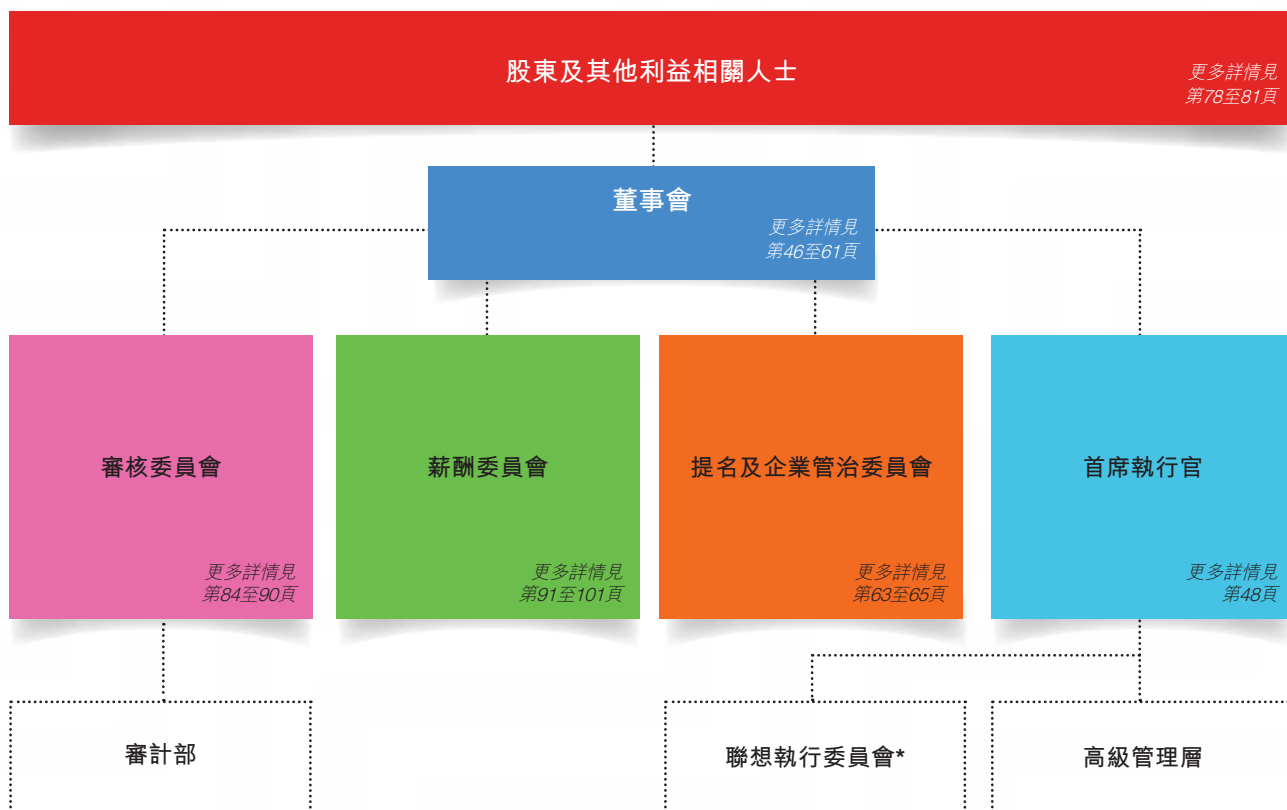 股東及其他利益相關人士
更多詳情見
第78至81頁
董事會
更多詳情見
第46至61頁
審核委員會
更多詳情見
第84至90頁
薪酬委員會
更多詳情見
第91至101頁
提名及企業管治委員會
更多詳情見
第63至65頁
首席執行官
更多詳情見
第48頁
審計部
聯想執行委員會*
高級管理層